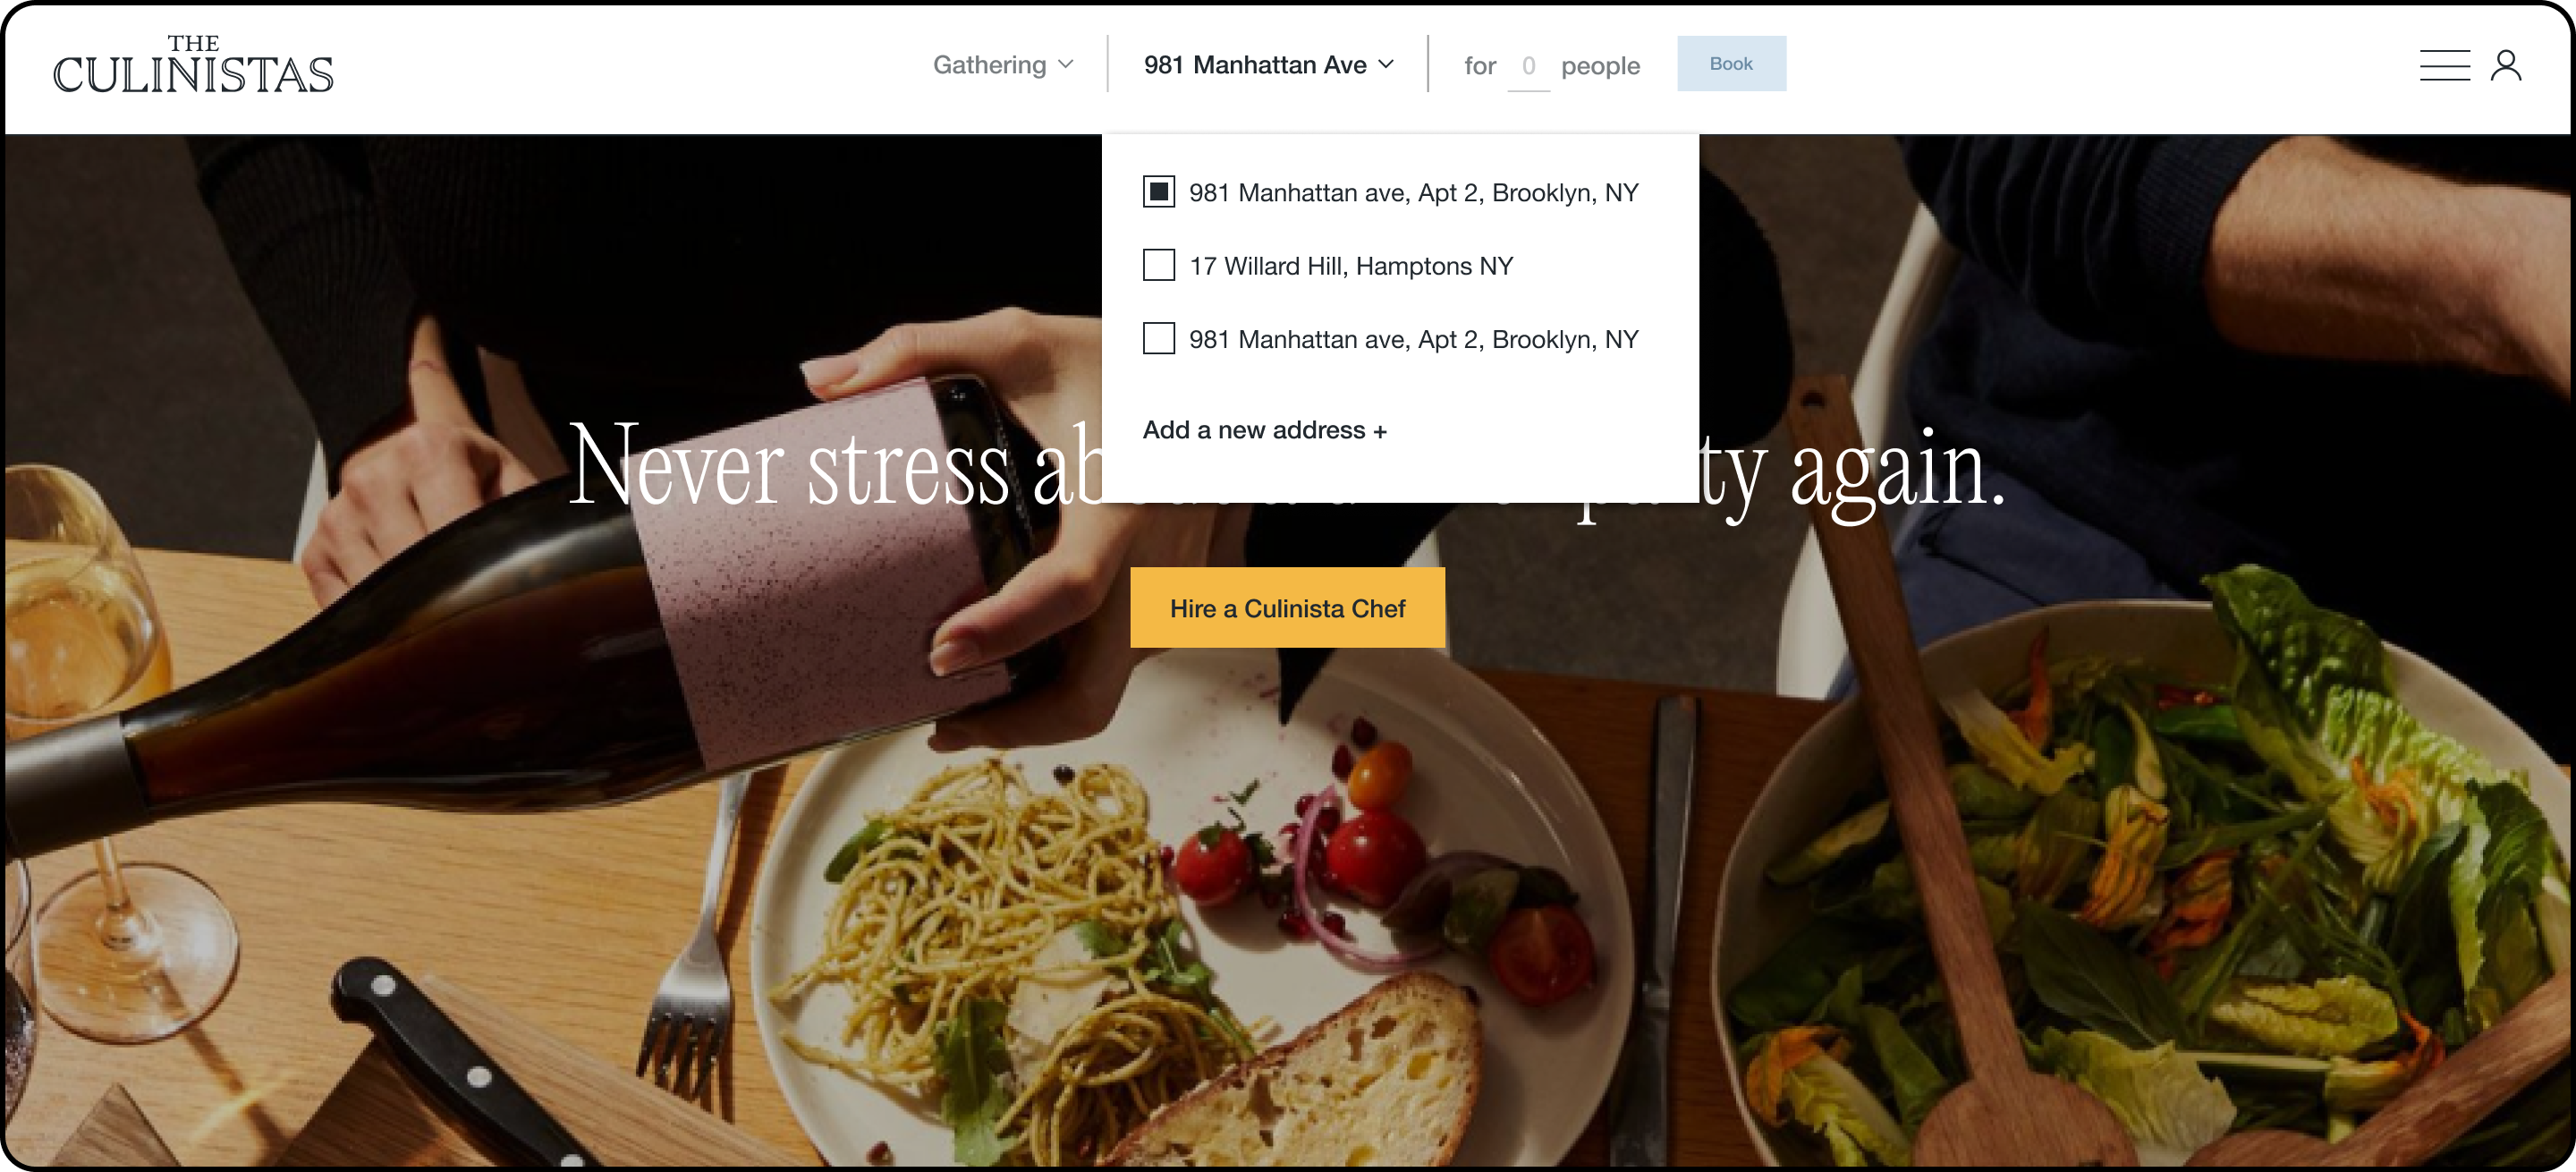 THE
CULINISTAS
Gathering 981 Manhattan Ave for 0 people Book
981 Manhattan ave, Apt 2, Brooklyn, NY
17 Willard Hill, Hamptons NY
981 Manhattan ave, Apt 2, Brooklyn, NY
Add a new address +
Never stress ab ty again.
Hire a Culinista Chef